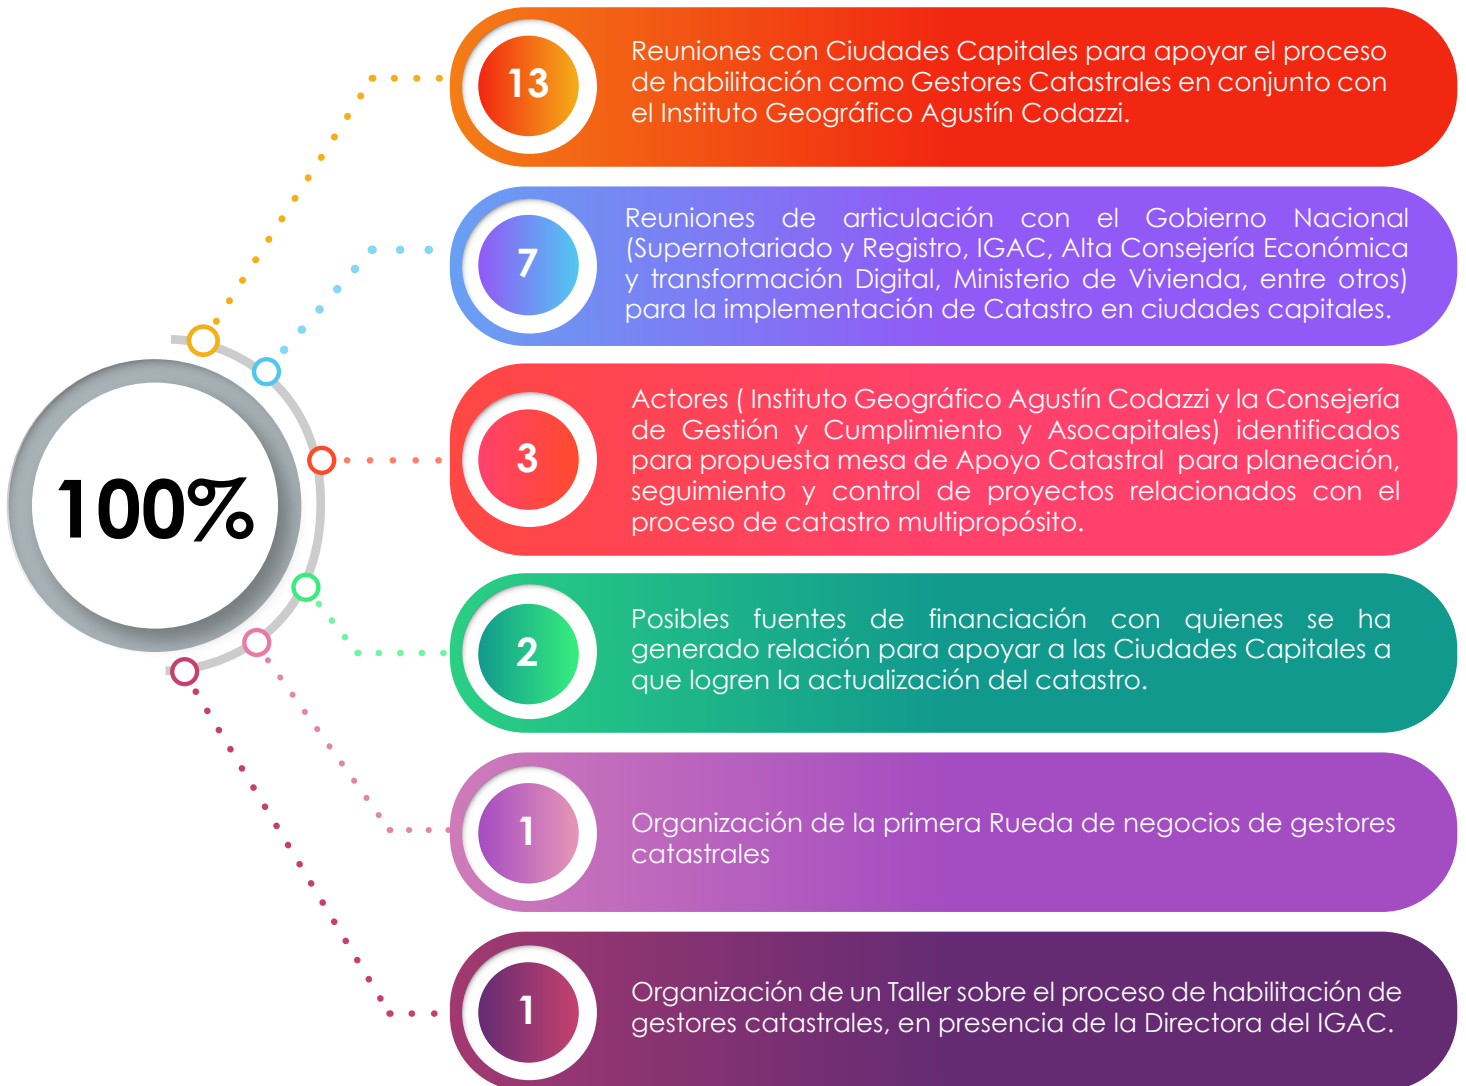 100%
13
Reuniones con Ciudades Capitales para apoyar el proceso
de habilitación como Gestores Catastrales en conjunto con
el Instituto Geográfico Agustín Codazzi.
7
Reuniones de articulación con el Gobierno Nacional
(Supernotariado y Registro, IGAC, Alta Consejería Económica
y transformación Digital, Ministerio de Vivienda, entre otros)
para la implementación de Catastro en ciudades capitales.
3
Actores ( Instituto Geográfico Agustín Codazzi y la Consejería
de Gestión y Cumplimiento y Asocapitales) identificados
para propuesta mesa de Apoyo Catastral para planeación,
seguimiento y control de proyectos relacionados con el
proceso de catastro multipropósito.
2
Posibles fuentes de financiación con quienes se ha
generado relación para apoyar a las Ciudades Capitales a
que logren la actualización del catastro.
1
Organización de la primera Rueda de negocios de gestores
catastrales
1
Organización de un Taller sobre el proceso de habilitación de
gestores catastrales, en presencia de la Directora del IGAC.